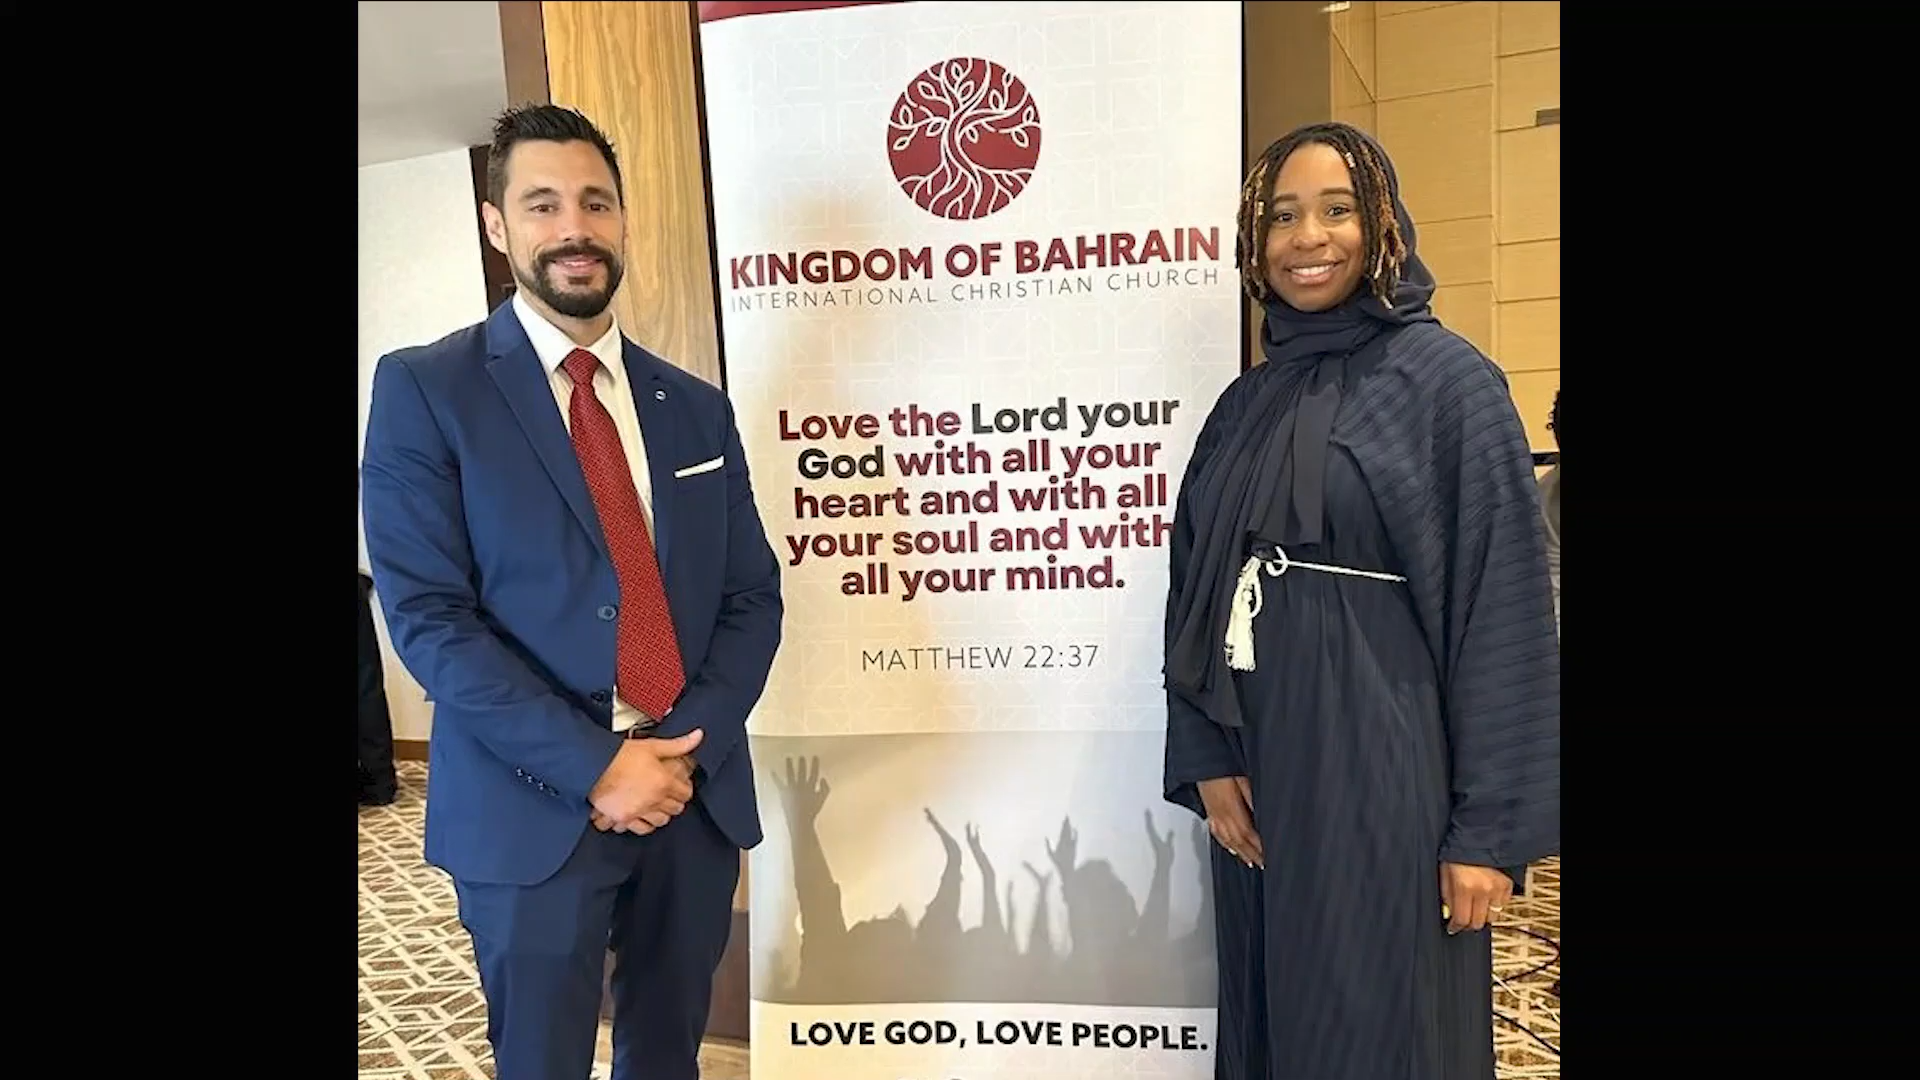 KINGDOM OF BAHRAIN
INTERNATIONAL CHRISTIAN CHURCH
Love the Lord your
God with all your
heart and with all
your soul and with
all your mind.
MATTHEW 22:37
LOVE GOD, LOVE PEOPLE.